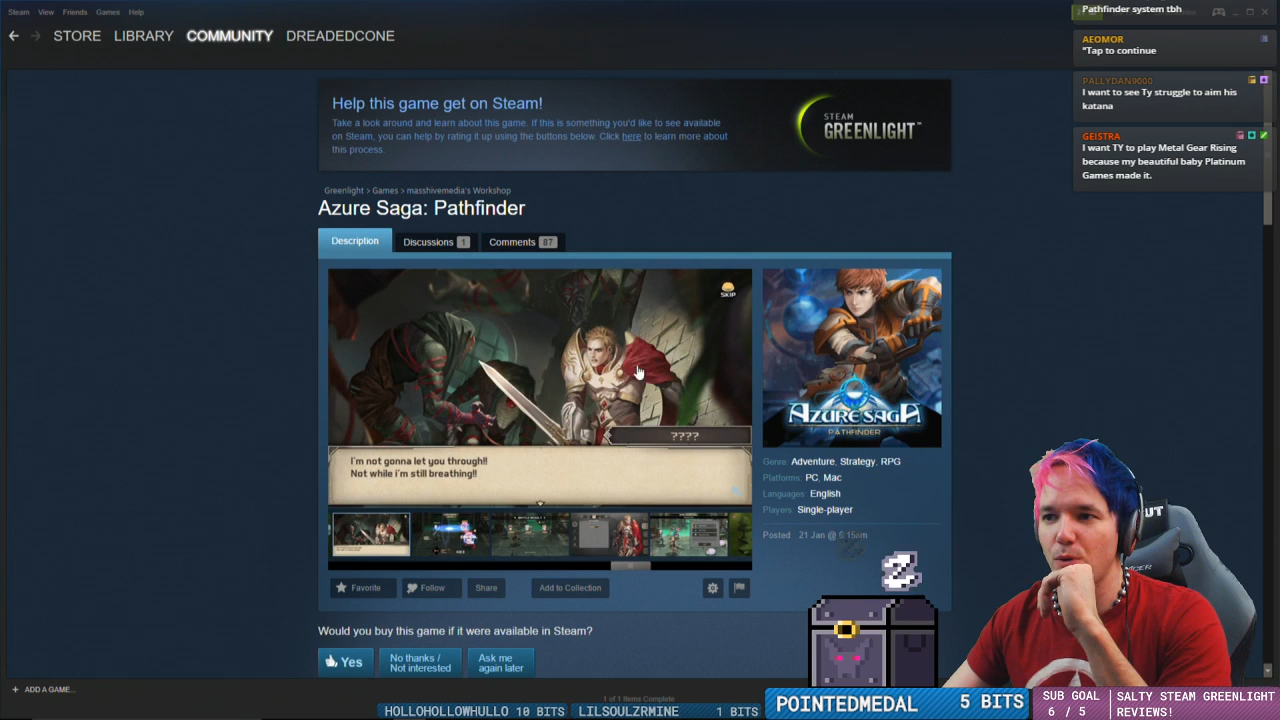 Steam View Friends Games Help
STORE LIBRARY COMMUNITY DREADEDCONE
Pathfinder system tbh
AEOMOR
"Tap to continue
PALLYDAN9000
I want to see Ty struggle to aim his
katana
GEISTRA
I want TY to play Metal Gear Rising
because my beautiful baby Platinum
Games made it.
Help this game get on Steam!
Take a look around and learn about this game. If this is something you'd like to see available
on Steam, you can help by rating it up using the buttons below. Click here to learn more about
this process.
STEAM
GREENLIGHT™
Greenlight > Games > masshivemedia's Workshop
Azure Saga: Pathfinder
Description Discussions 1 Comments 87
SKIP
????
I'm not gonna let you through!!
Not while i'm still breathing!!
AZURE SAGA
PATHFINDER
Genre: Adventure, Strategy, RPG
Platforms: PC, Mac
Languages: English
Players: Single-player
Posted 21 Jan @ 5:15am
Favorite Follow Share Add to Collection
Would you buy this game if it were available in Steam?
Yes
No thanks /
Not interested
Ask me
again later
+ ADD A GAME...
1 of 1 Items Complete
HOLLOHOLLOWHULLO 10 BITS LILSOULZRMINE 1 BITS
POINTEDMEDAL 5 BITS
SUB GOAL
6 / 5
SALTY STEAM GREENLIGHT
REVIEWS!